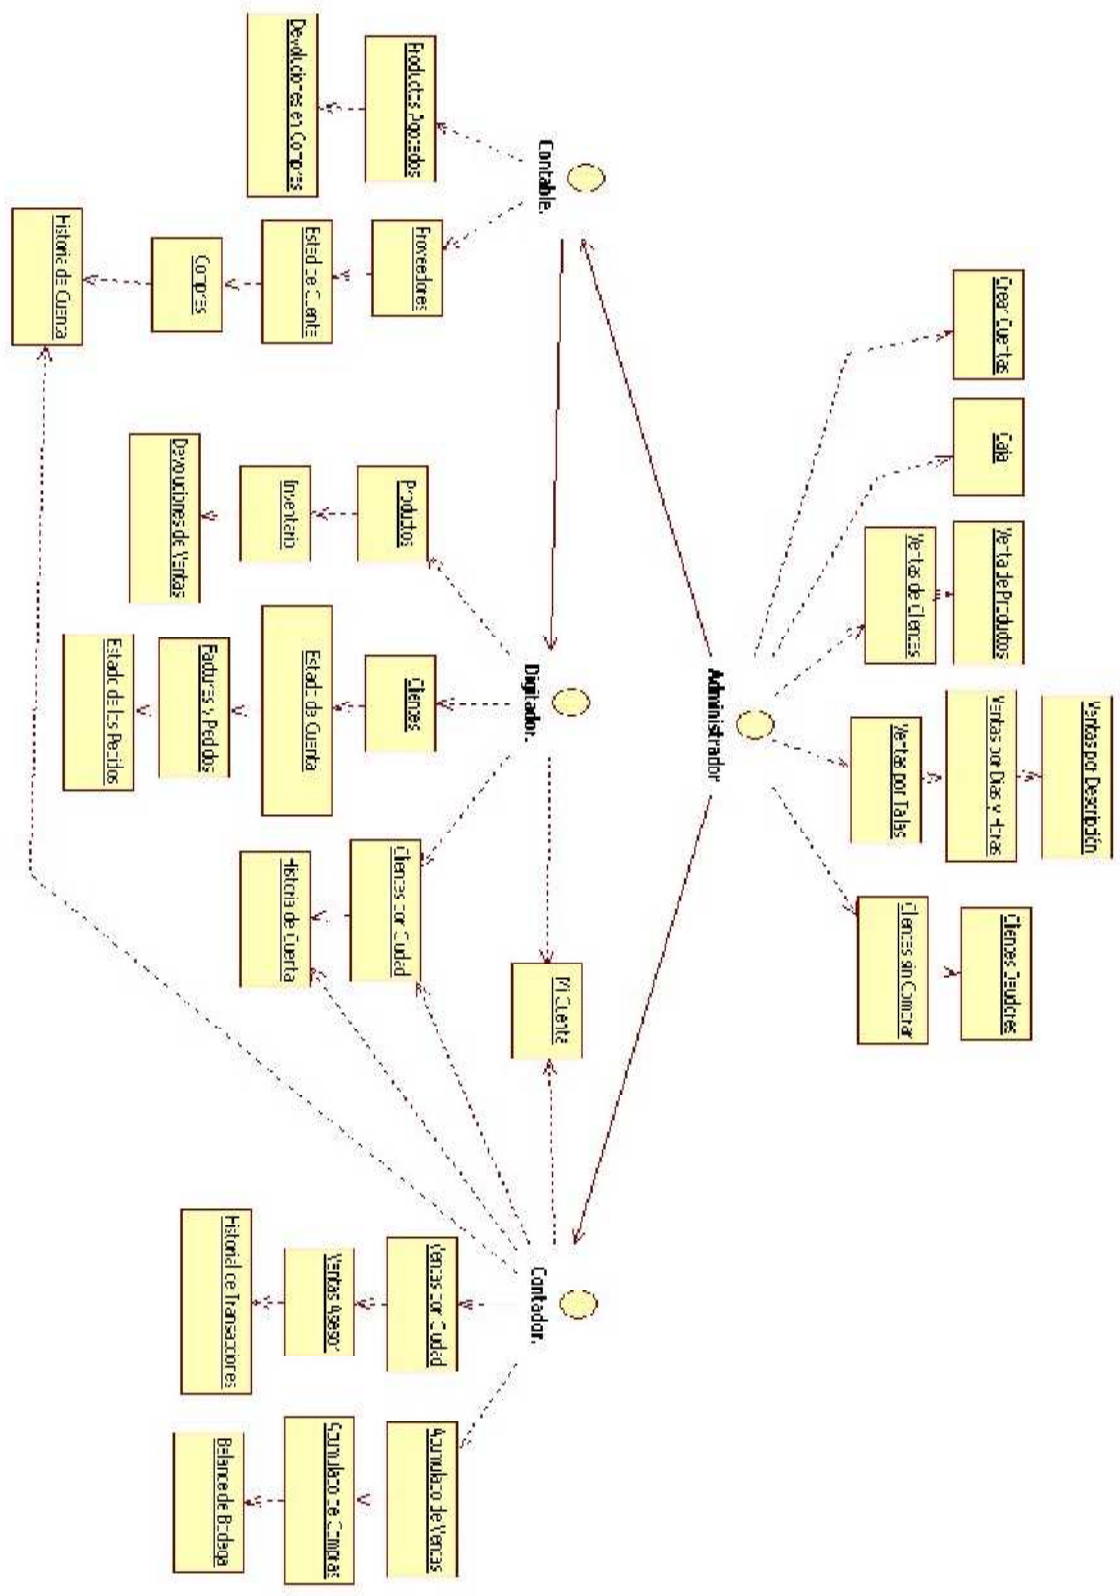 Ventas por Descripción
Venta de Productos
Ventas por Dias y Horas
Clientes Deudores
Crear Cuentas
Caja
Ventas de Clientes
Ventas por Tallas
Clientes sin Comprar
Administrador
Contable.
Digitador.
Mi Cuenta
Contador.
Productos Agotados
Proveedores
Productos
Clientes
Clientes por Ciudad
Ventas por Ciudad
Acumulado de Ventas
Devoluciones en Compras
Inventario
Estado de Cuenta
Historia de Cuenta
Ventas Asesor
Acumulado de Compras
Compras
Devoluciones de Ventas
Facturas y Pedidos
Historial de Transacciones
Balance de Bodega
Historia de Cuenta
Estado de los Pedidos